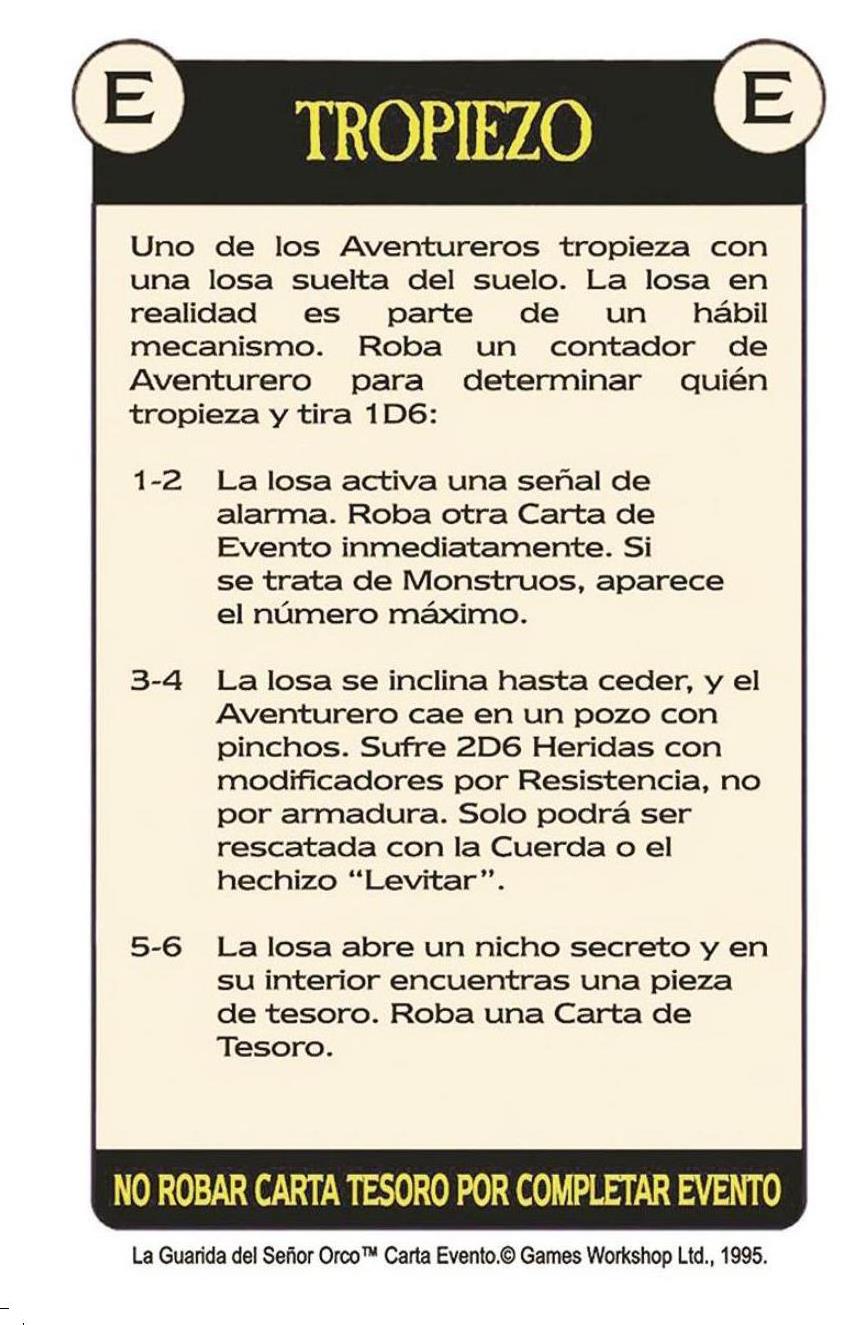 E
E
TROPIEZO
Uno de los Aventureros tropieza con
una losa suelta del suelo. La losa en
realidad es parte de un hábil
mecanismo. Roba un contador de
Aventurero para determinar quién
tropieza y tira 1D6:
1-2 La losa activa una señal de
alarma. Roba otra Carta de
Evento inmediatamente. Si
se trata de Monstruos, aparece
el número máximo.
3-4 La losa se inclina hasta ceder, y el
Aventurero cae en un pozo con
pinchos. Sufre 2D6 Heridas con
modificadores por Resistencia, no
por armadura. Solo podrá ser
rescatada con la Cuerda o el
hechizo “Levitar”.
5-6 La losa abre un nicho secreto y en
su interior encuentras una pieza
de tesoro. Roba una Carta de
Tesoro.
NO ROBAR CARTA TESORO POR COMPLETAR EVENTO
La Guarida del Señor Orco™ Carta Evento.© Games Workshop Ltd., 1995.